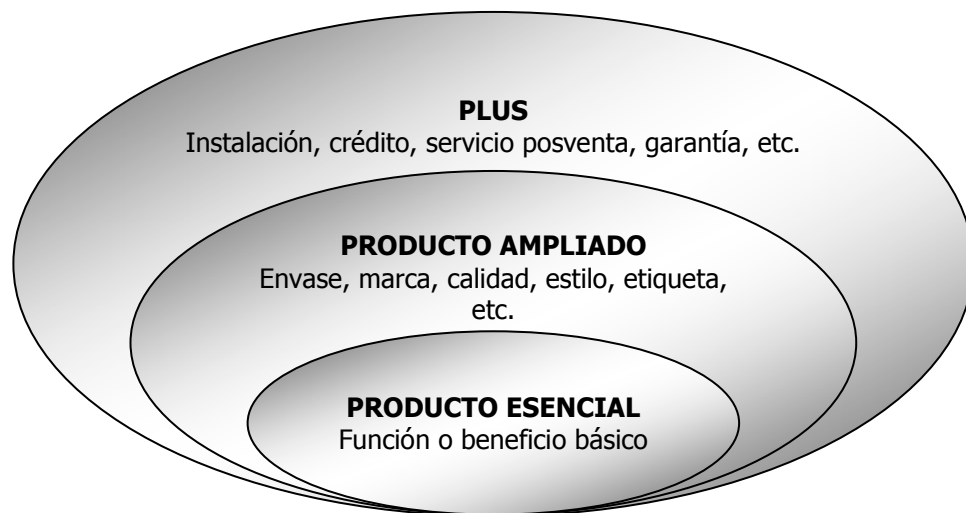 PLUS
Instalación, crédito, servicio posventa, garantía, etc.
PRODUCTO AMPLIADO
Envase, marca, calidad, estilo, etiqueta,
etc.
PRODUCTO ESENCIAL
Función o beneficio básico